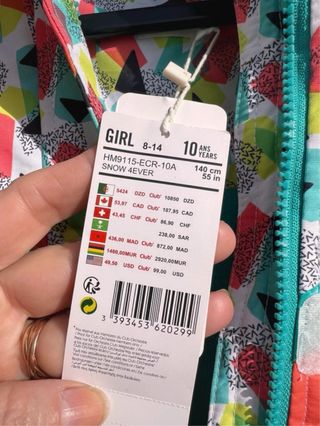 GIRL 8-14 10 ANS YEARS
HM9115-ECR-10A 140 cm
SNOW 4EVER 55 in
5424 DZD Club 10850 DZD
53,97 CAD Club 107,95 CAD
43,45 CHF Club 86,90 CHF
238,00 SAR
436,00 MAD Club 872,00 MAD
1460,00MUR Club 2920,00MUR
49,50 USD Club 99,00 USD
3 393453 620299